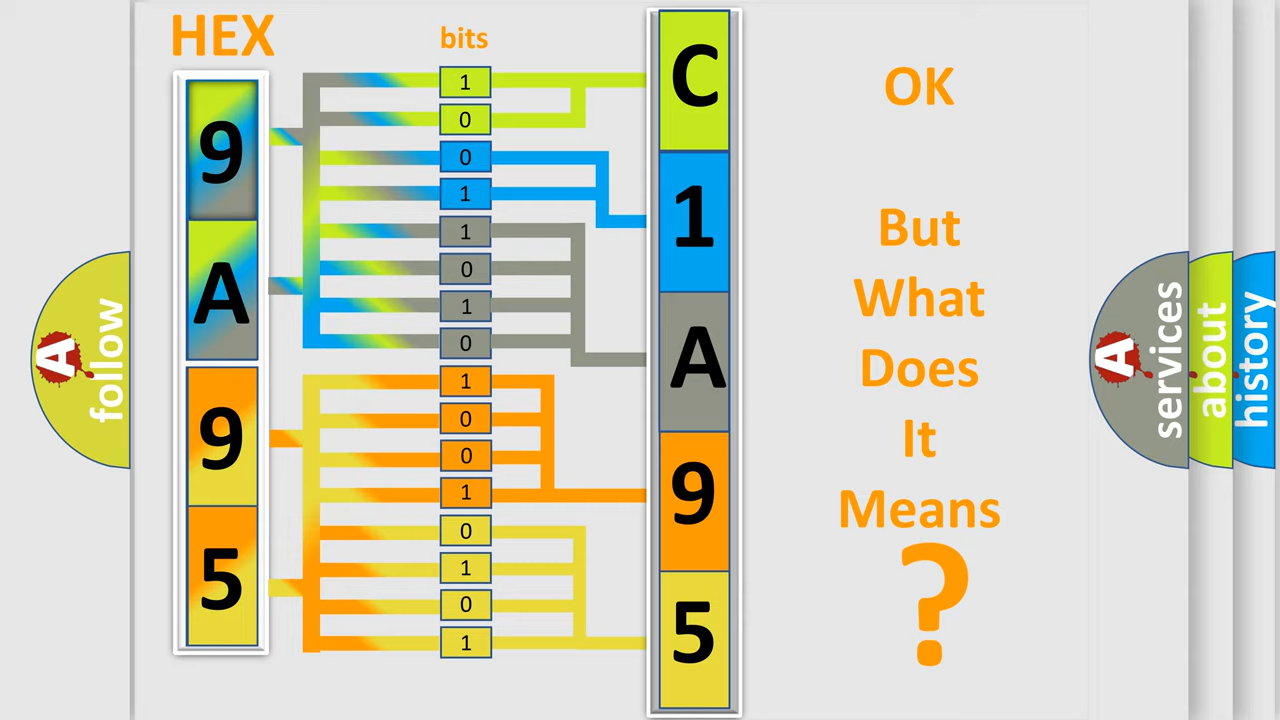 HEX
bits
9
A
9
5
1
0
0
1
1
0
1
0
1
0
0
1
0
1
0
1
C
1
A
9
5
OK
But
What
Does
It
Means
?
A
follow
A
services
about
history